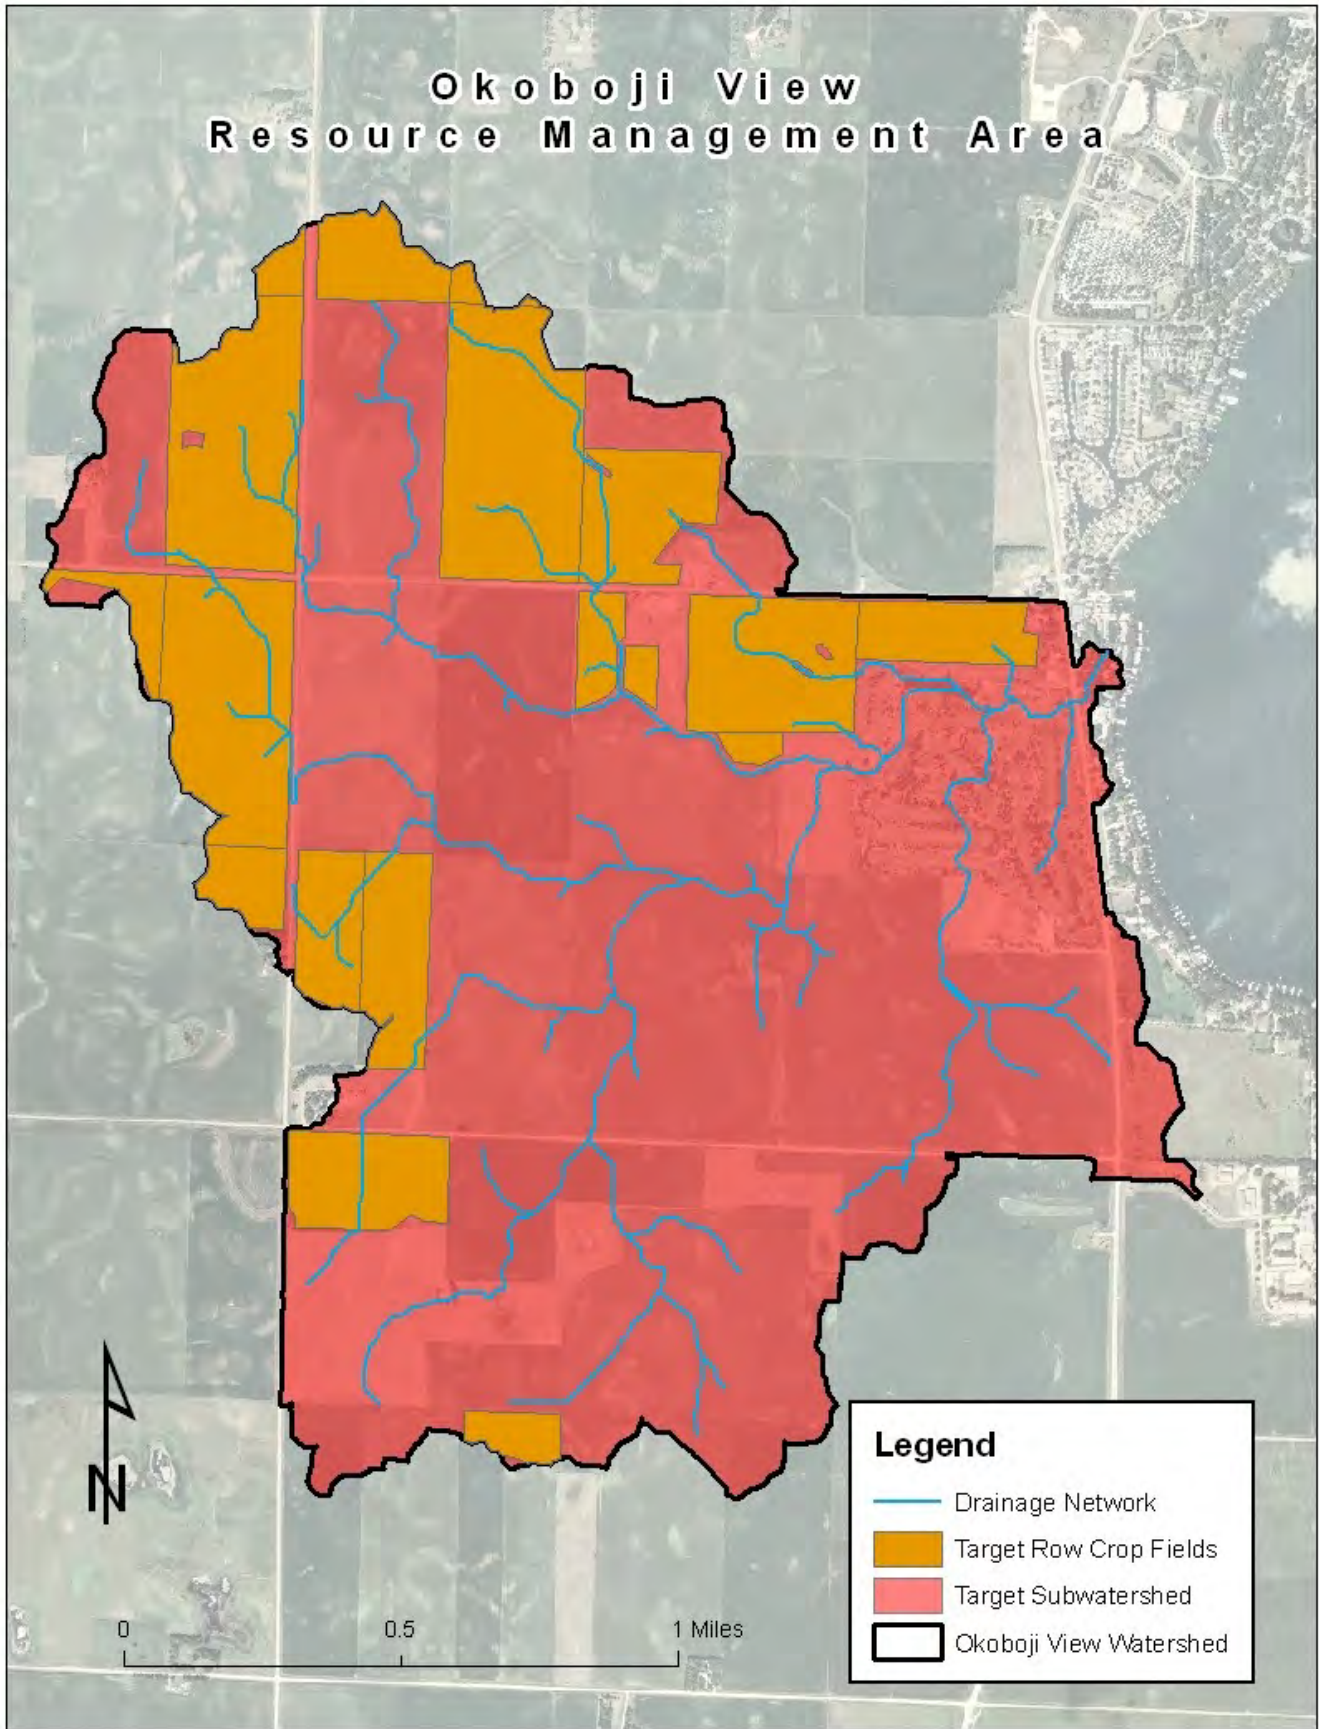 Okoboji View
Resource Management Area
N
0 0.5 1 Miles
Legend
Drainage Network
Target Row Crop Fields
Target Subwatershed
Okoboji View Watershed